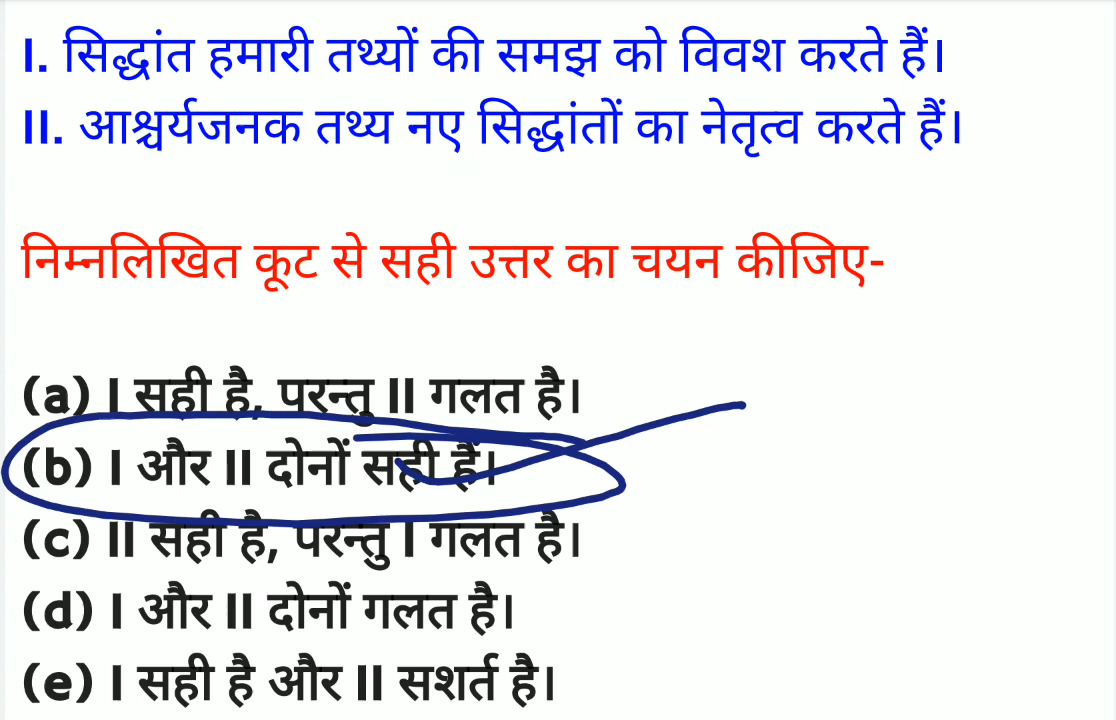 I. सिद्धांत हमारी तथ्यों की समझ को विवश करते हैं।
II. आश्चर्यजनक तथ्य नए सिद्धांतों का नेतृत्व करते हैं।
निम्नलिखित कूट से सही उत्तर का चयन कीजिए-
(a) I सही है, परन्तु II गलत है।
(b) I और II दोनों सही हैं।
(c) II सही है, परन्तु I गलत है।
(d) I और II दोनों गलत है।
(e) I सही है और II सशर्त है।